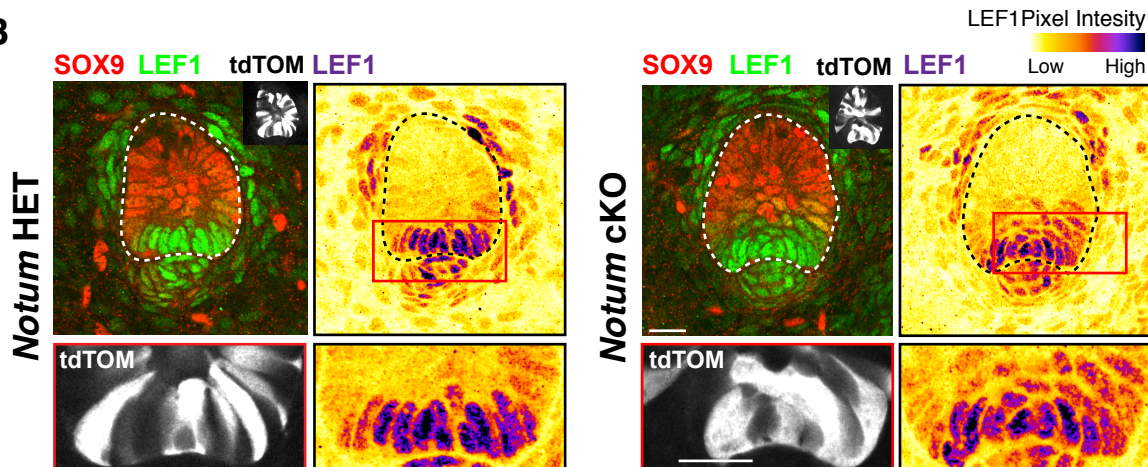 B
LEF1Pixel Intesity
Low High
SOX9 LEF1 tdTOM LEF1
SOX9 LEF1 tdTOM LEF1
Notum HET
Notum cKO
tdTOM
tdTOM